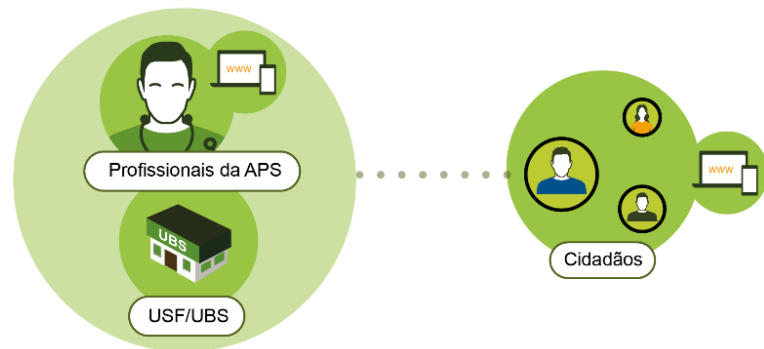 www
Profissionais da APS
UBS
USF/UBS
www
Cidadãos